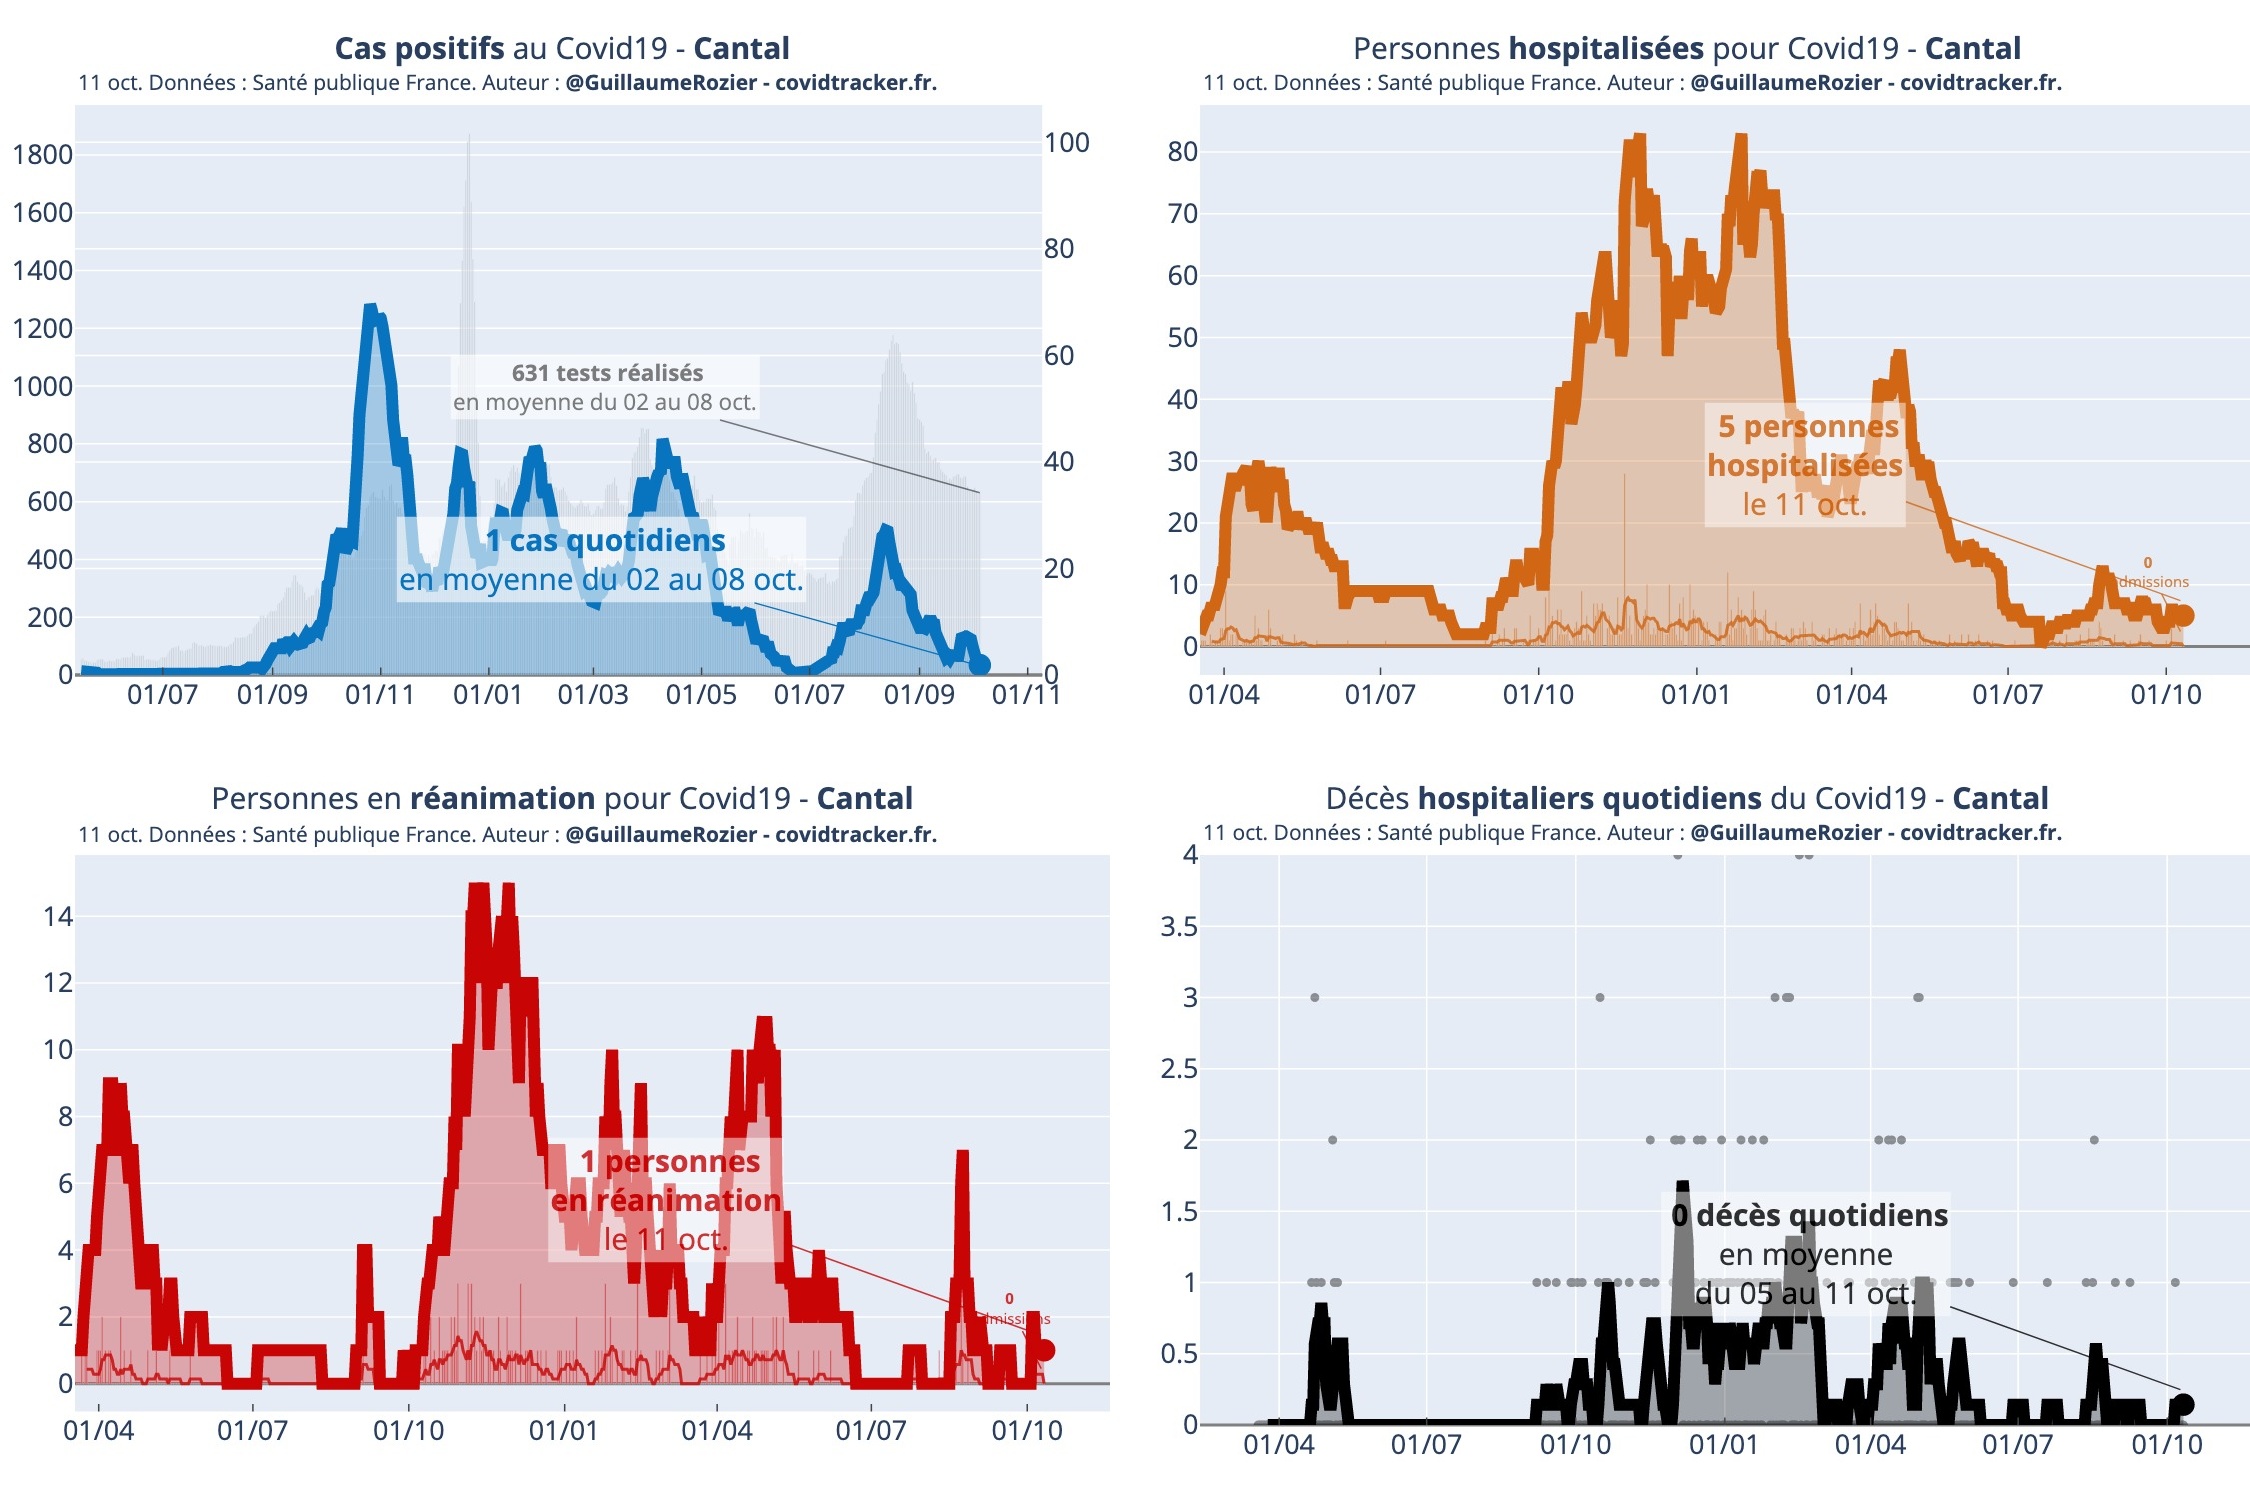 Cas positifs au Covid19 - Cantal
11 oct. Données : Santé publique France. Auteur : @GuillaumeRozier - covidtracker.fr.
1800
1600
1400
1200
1000
800
600
400
200
0
100
80
60
40
20
0
631 tests réalisés
en moyenne du 02 au 08 oct.
1 cas quotidiens
en moyenne du 02 au 08 oct.
01/07 01/09 01/11 01/01 01/03 01/05 01/07 01/09 01/11
Personnes hospitalisées pour Covid19 - Cantal
11 oct. Données : Santé publique France. Auteur : @GuillaumeRozier - covidtracker.fr.
80
70
60
50
40
30
20
10
0
5 personnes
hospitalisées
le 11 oct.
0
dmissions
01/04 01/07 01/10 01/01 01/04 01/07 01/10
Personnes en réanimation pour Covid19 - Cantal
11 oct. Données : Santé publique France. Auteur : @GuillaumeRozier - covidtracker.fr.
14
12
10
8
6
4
2
0
1 personnes
en réanimation
le 11 oct.
0
dmissions
01/04 01/07 01/10 01/01 01/04 01/07 01/10
Décès hospitaliers quotidiens du Covid19 - Cantal
11 oct. Données : Santé publique France. Auteur : @GuillaumeRozier - covidtracker.fr.
4
3.5
3
2.5
2
1.5
1
0.5
0
0 décès quotidiens
en moyenne
du 05 au 11 oct.
01/04 01/07 01/10 01/01 01/04 01/07 01/10